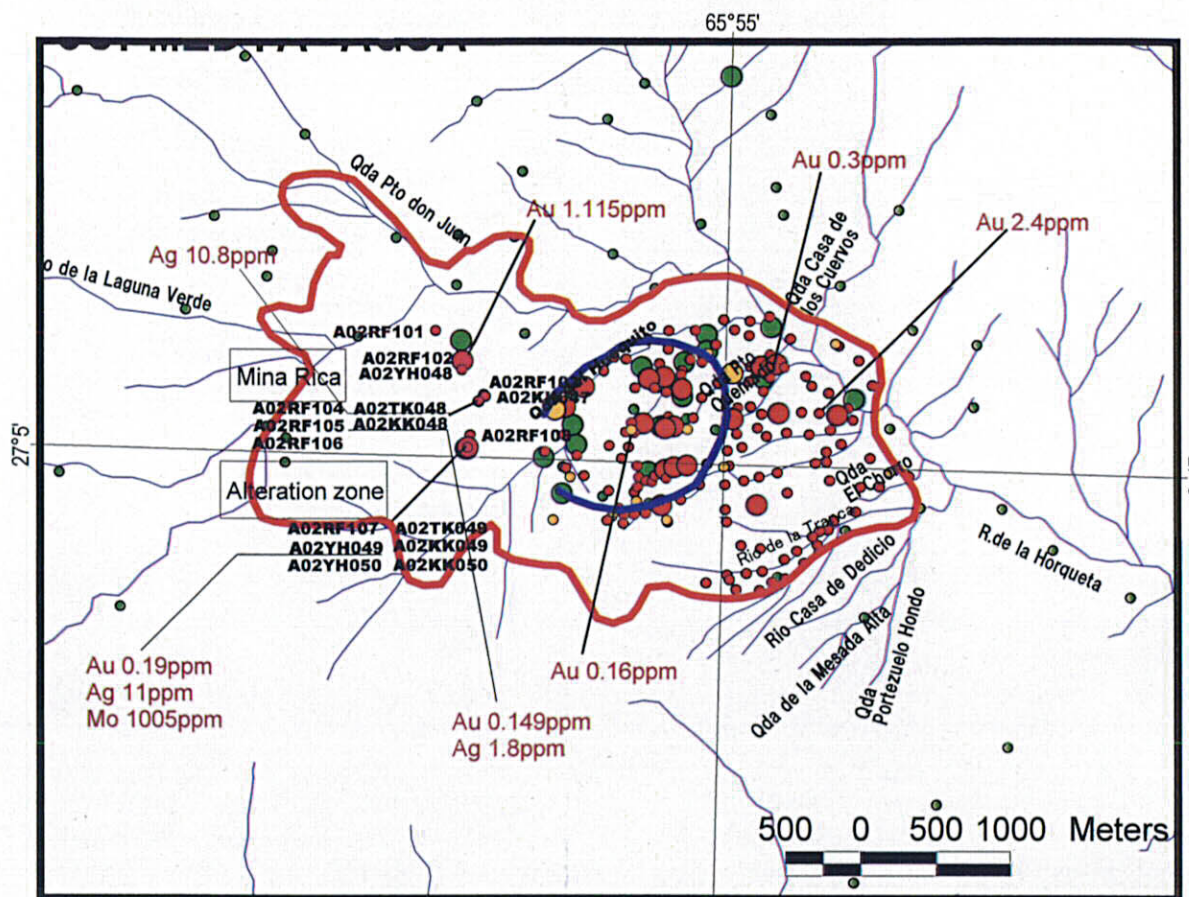 65°55'
Au 0.3ppm
Qda Pto don Juan
Au 1.115ppm
Au 2.4ppm
Ag 10.8ppm
Qda Casa de
los Cuervos
o de la Laguna Verde
A02RF101
Mina Rica
A02RF102
A02YH048
Qda Pto
Quemado
A02RF104 A02TK048
A02RF105 A02KK048
A02RF106
A02RF108
27°5'
Alteration zone
Qda
El Chorro
Rio de la Tranca
A02RF107 A02TK049
A02YH049 A02KK049
A02YH050 A02KK050
R.de la Horqueta
Rio Casa de Dedicio
Qda de la Mesada Alta
Qda
Portezuelo Hondo
Au 0.19ppm
Ag 11ppm
Mo 1005ppm
Au 0.16ppm
Au 0.149ppm
Ag 1.8ppm
500 0 500 1000 Meters